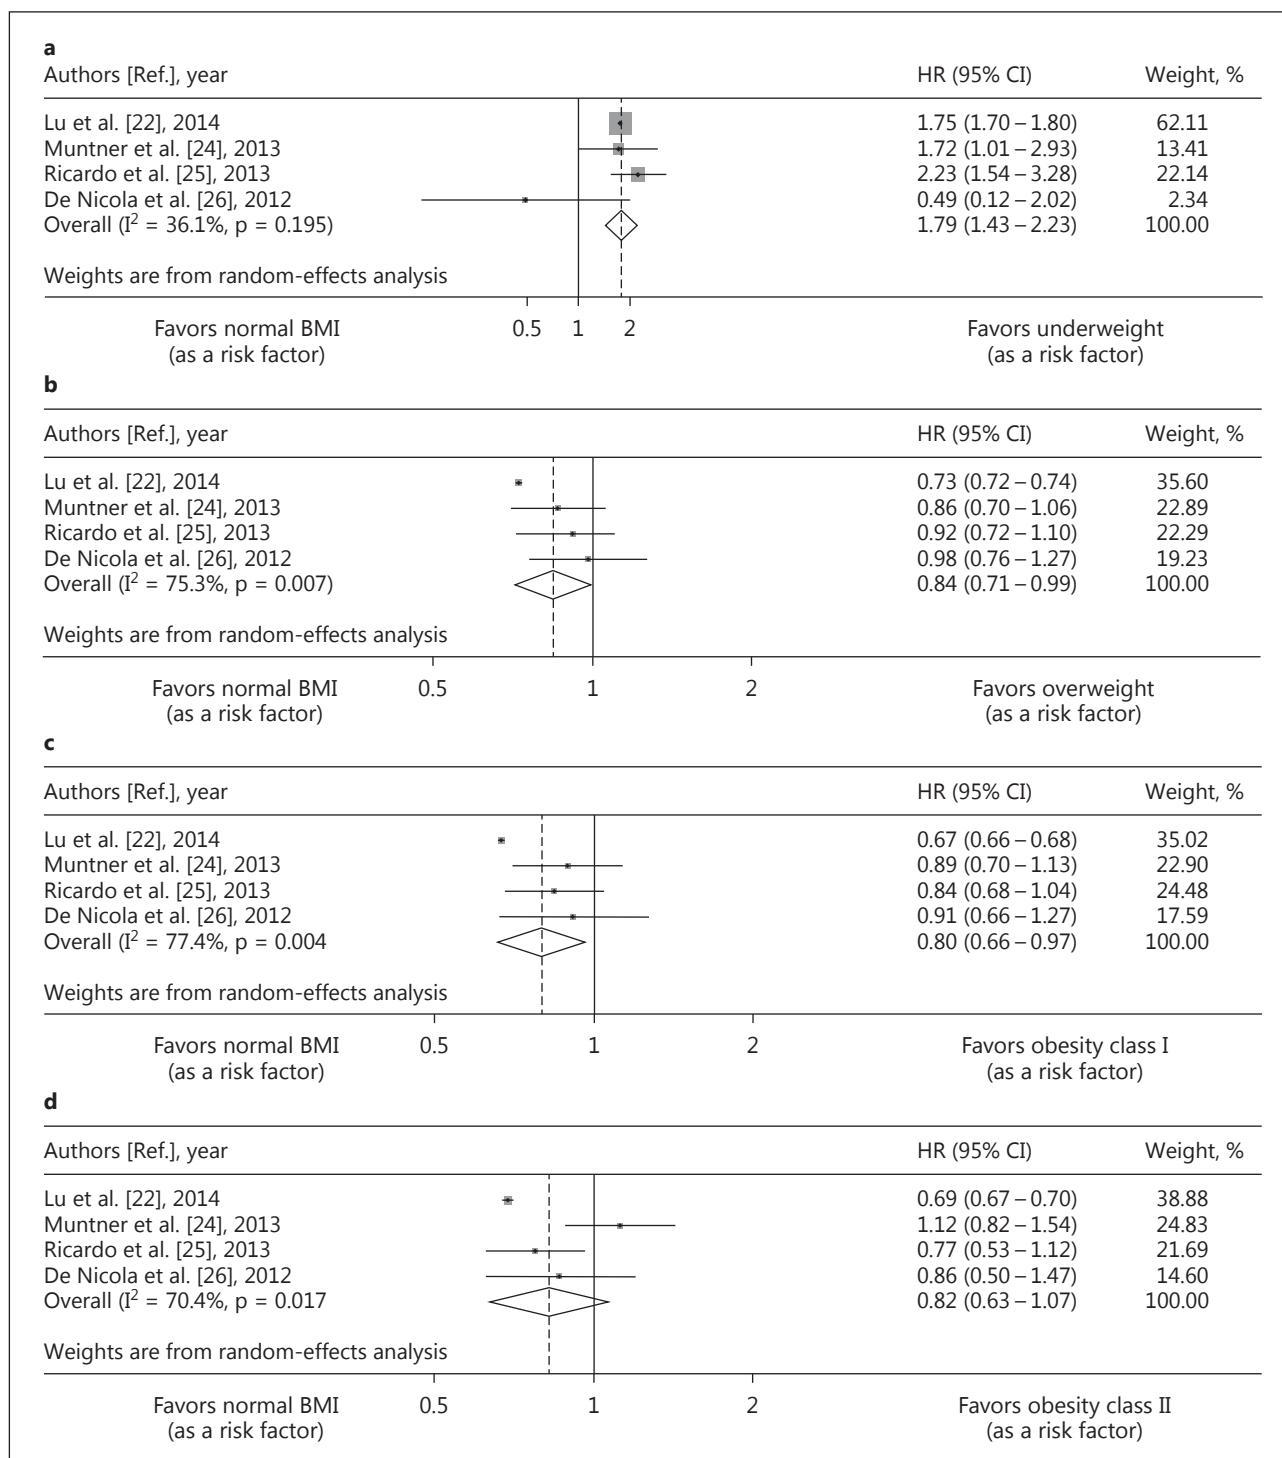 a
Authors [Ref.], year HR (95% CI) Weight, %
Lu et al. [22], 2014 1.75 (1.70 – 1.80) 62.11
Muntner et al. [24], 2013 1.72 (1.01 – 2.93) 13.41
Ricardo et al. [25], 2013 2.23 (1.54 – 3.28) 22.14
De Nicola et al. [26], 2012 0.49 (0.12 – 2.02) 2.34
Overall (I² = 36.1%, p = 0.195) 1.79 (1.43 – 2.23) 100.00
Weights are from random-effects analysis
Favors normal BMI 0.5 1 2 Favors underweight
(as a risk factor) (as a risk factor)
b
Authors [Ref.], year HR (95% CI) Weight, %
Lu et al. [22], 2014 0.73 (0.72 – 0.74) 35.60
Muntner et al. [24], 2013 0.86 (0.70 – 1.06) 22.89
Ricardo et al. [25], 2013 0.92 (0.72 – 1.10) 22.29
De Nicola et al. [26], 2012 0.98 (0.76 – 1.27) 19.23
Overall (I² = 75.3%, p = 0.007) 0.84 (0.71 – 0.99) 100.00
Weights are from random-effects analysis
Favors normal BMI 0.5 1 2 Favors overweight
(as a risk factor) (as a risk factor)
c
Authors [Ref.], year HR (95% CI) Weight, %
Lu et al. [22], 2014 0.67 (0.66 – 0.68) 35.02
Muntner et al. [24], 2013 0.89 (0.70 – 1.13) 22.90
Ricardo et al. [25], 2013 0.84 (0.68 – 1.04) 24.48
De Nicola et al. [26], 2012 0.91 (0.66 – 1.27) 17.59
Overall (I² = 77.4%, p = 0.004 0.80 (0.66 – 0.97) 100.00
Weights are from random-effects analysis
Favors normal BMI 0.5 1 2 Favors obesity class I
(as a risk factor) (as a risk factor)
d
Authors [Ref.], year HR (95% CI) Weight, %
Lu et al. [22], 2014 0.69 (0.67 – 0.70) 38.88
Muntner et al. [24], 2013 1.12 (0.82 – 1.54) 24.83
Ricardo et al. [25], 2013 0.77 (0.53 – 1.12) 21.69
De Nicola et al. [26], 2012 0.86 (0.50 – 1.47) 14.60
Overall (I² = 70.4%, p = 0.017 0.82 (0.63 – 1.07) 100.00
Weights are from random-effects analysis
Favors normal BMI 0.5 1 2 Favors obesity class II
(as a risk factor) (as a risk factor)